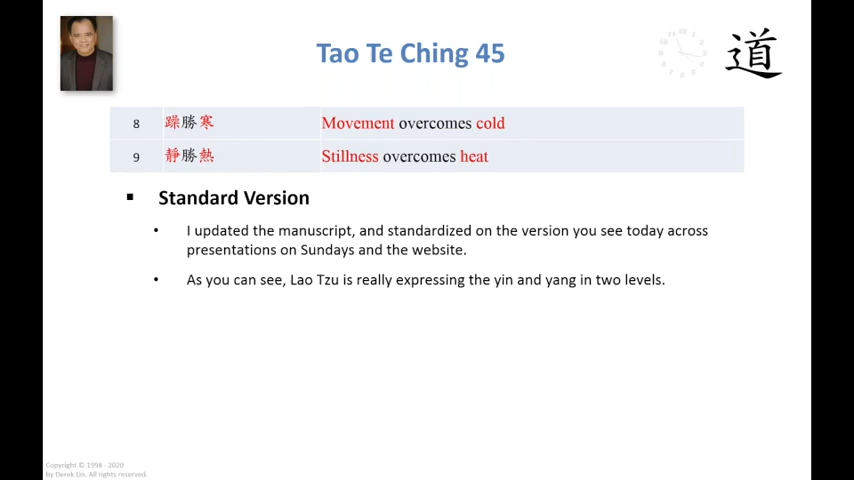 Tao Te Ching 45
道
8 躁勝寒 Movement overcomes cold
9 靜勝熱 Stillness overcomes heat
▪ Standard Version
• I updated the manuscript, and standardized on the version you see today across
presentations on Sundays and the website.
• As you can see, Lao Tzu is really expressing the yin and yang in two levels.
Copyright © 1998 - 2020
by Derek Lin. All rights reserved.